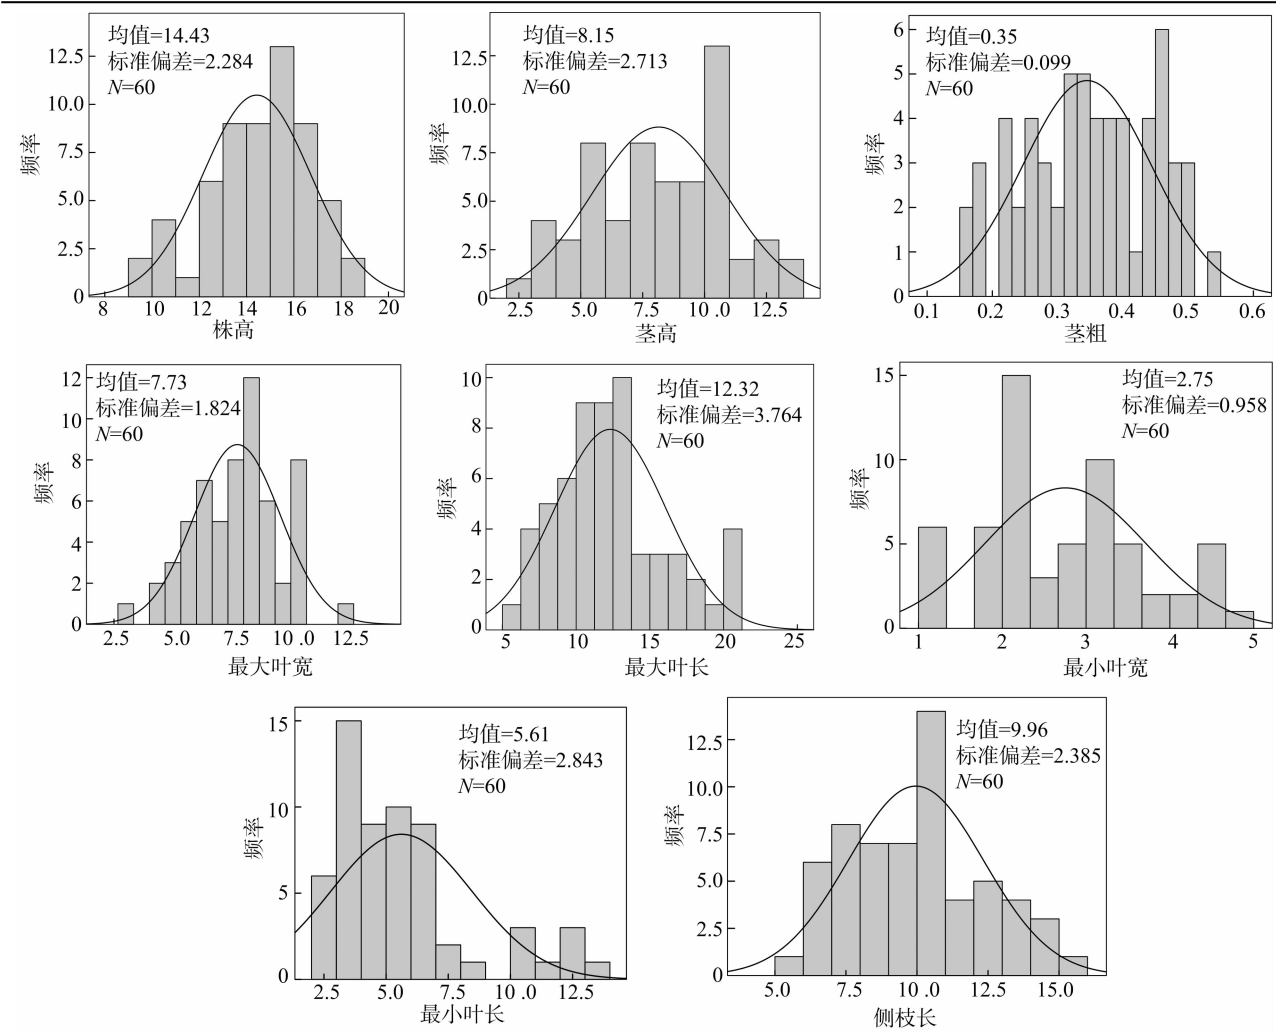 均值=14.43
标准偏差=2.284
N=60
频率
12.5
10.0
7.5
5.0
2.5
0
8 10 12 14 16 18 20
株高
均值=8.15
标准偏差=2.713
N=60
频率
12.5
10.0
7.5
5.0
2.5
0
2.5 5.0 7.5 10 .0 12.5
茎高
均值=0.35
标准偏差=0.099
N=60
频率
6
5
4
3
2
1
0
0.1 0.2 0.3 0.4 0.5 0.6
茎粗
均值=7.73
标准偏差=1.824
N=60
频率
12
10
8
6
4
2
0
2.5 5.0 7.5 10 .0 12.5
最大叶宽
均值=12.32
标准偏差=3.764
N=60
频率
10
8
6
4
2
0
5 10 15 20 25
最大叶长
均值=2.75
标准偏差=0.958
N=60
频率
15
10
5
0
1 2 3 4 5
最小叶宽
均值=5.61
标准偏差=2.843
N=60
频率
15
10
5
0
2.5 5.0 7.5 10 .0 12.5
最小叶长
均值=9.96
标准偏差=2.385
N=60
频率
12.5
10.0
7.5
5.0
2.5
0
5.0 7.5 10 .0 12.5 15.0
侧枝长